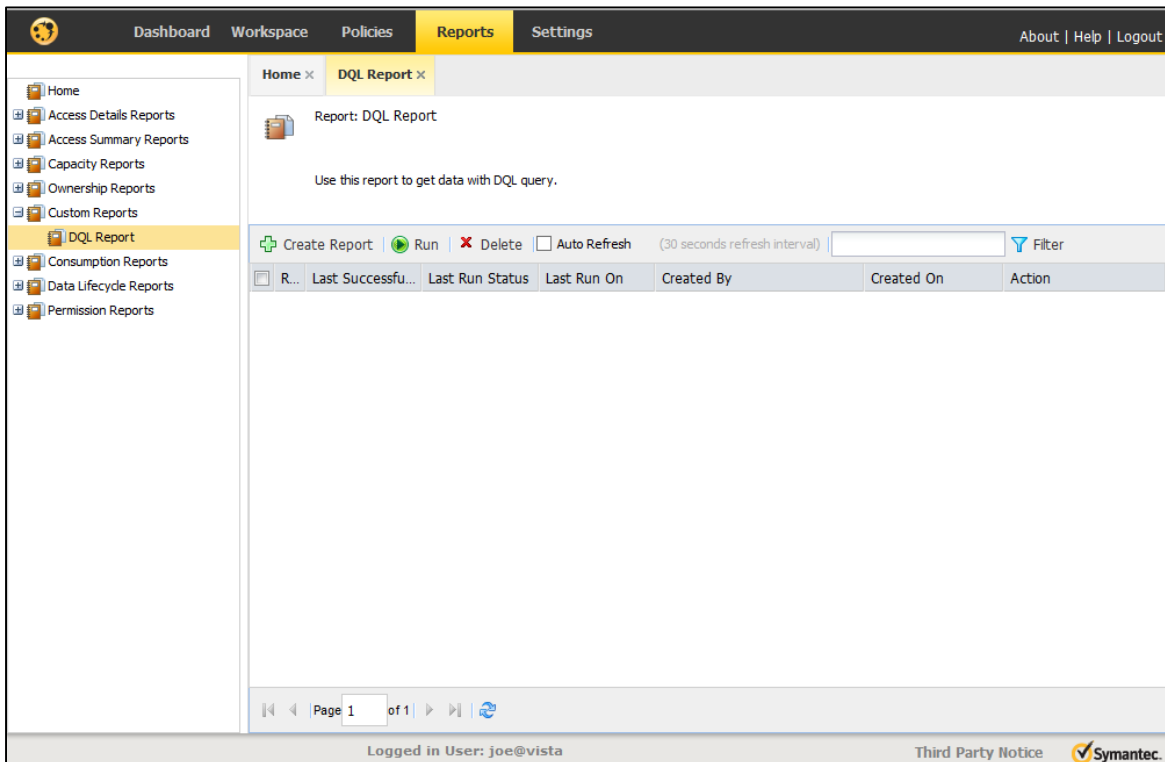 Dashboard Workspace Policies Reports Settings
About | Help | Logout
Home
Access Details Reports
Access Summary Reports
Capacity Reports
Ownership Reports
Custom Reports
DQL Report
Consumption Reports
Data Lifecycle Reports
Permission Reports
Home × DQL Report ×
Report: DQL Report
Use this report to get data with DQL query.
Create Report | Run | Delete Auto Refresh (30 seconds refresh interval) | Filter
R... Last Successfu... Last Run Status Last Run On Created By Created On Action
Page 1 of 1
Logged in User: joe@vista
Third Party Notice
Symantec.